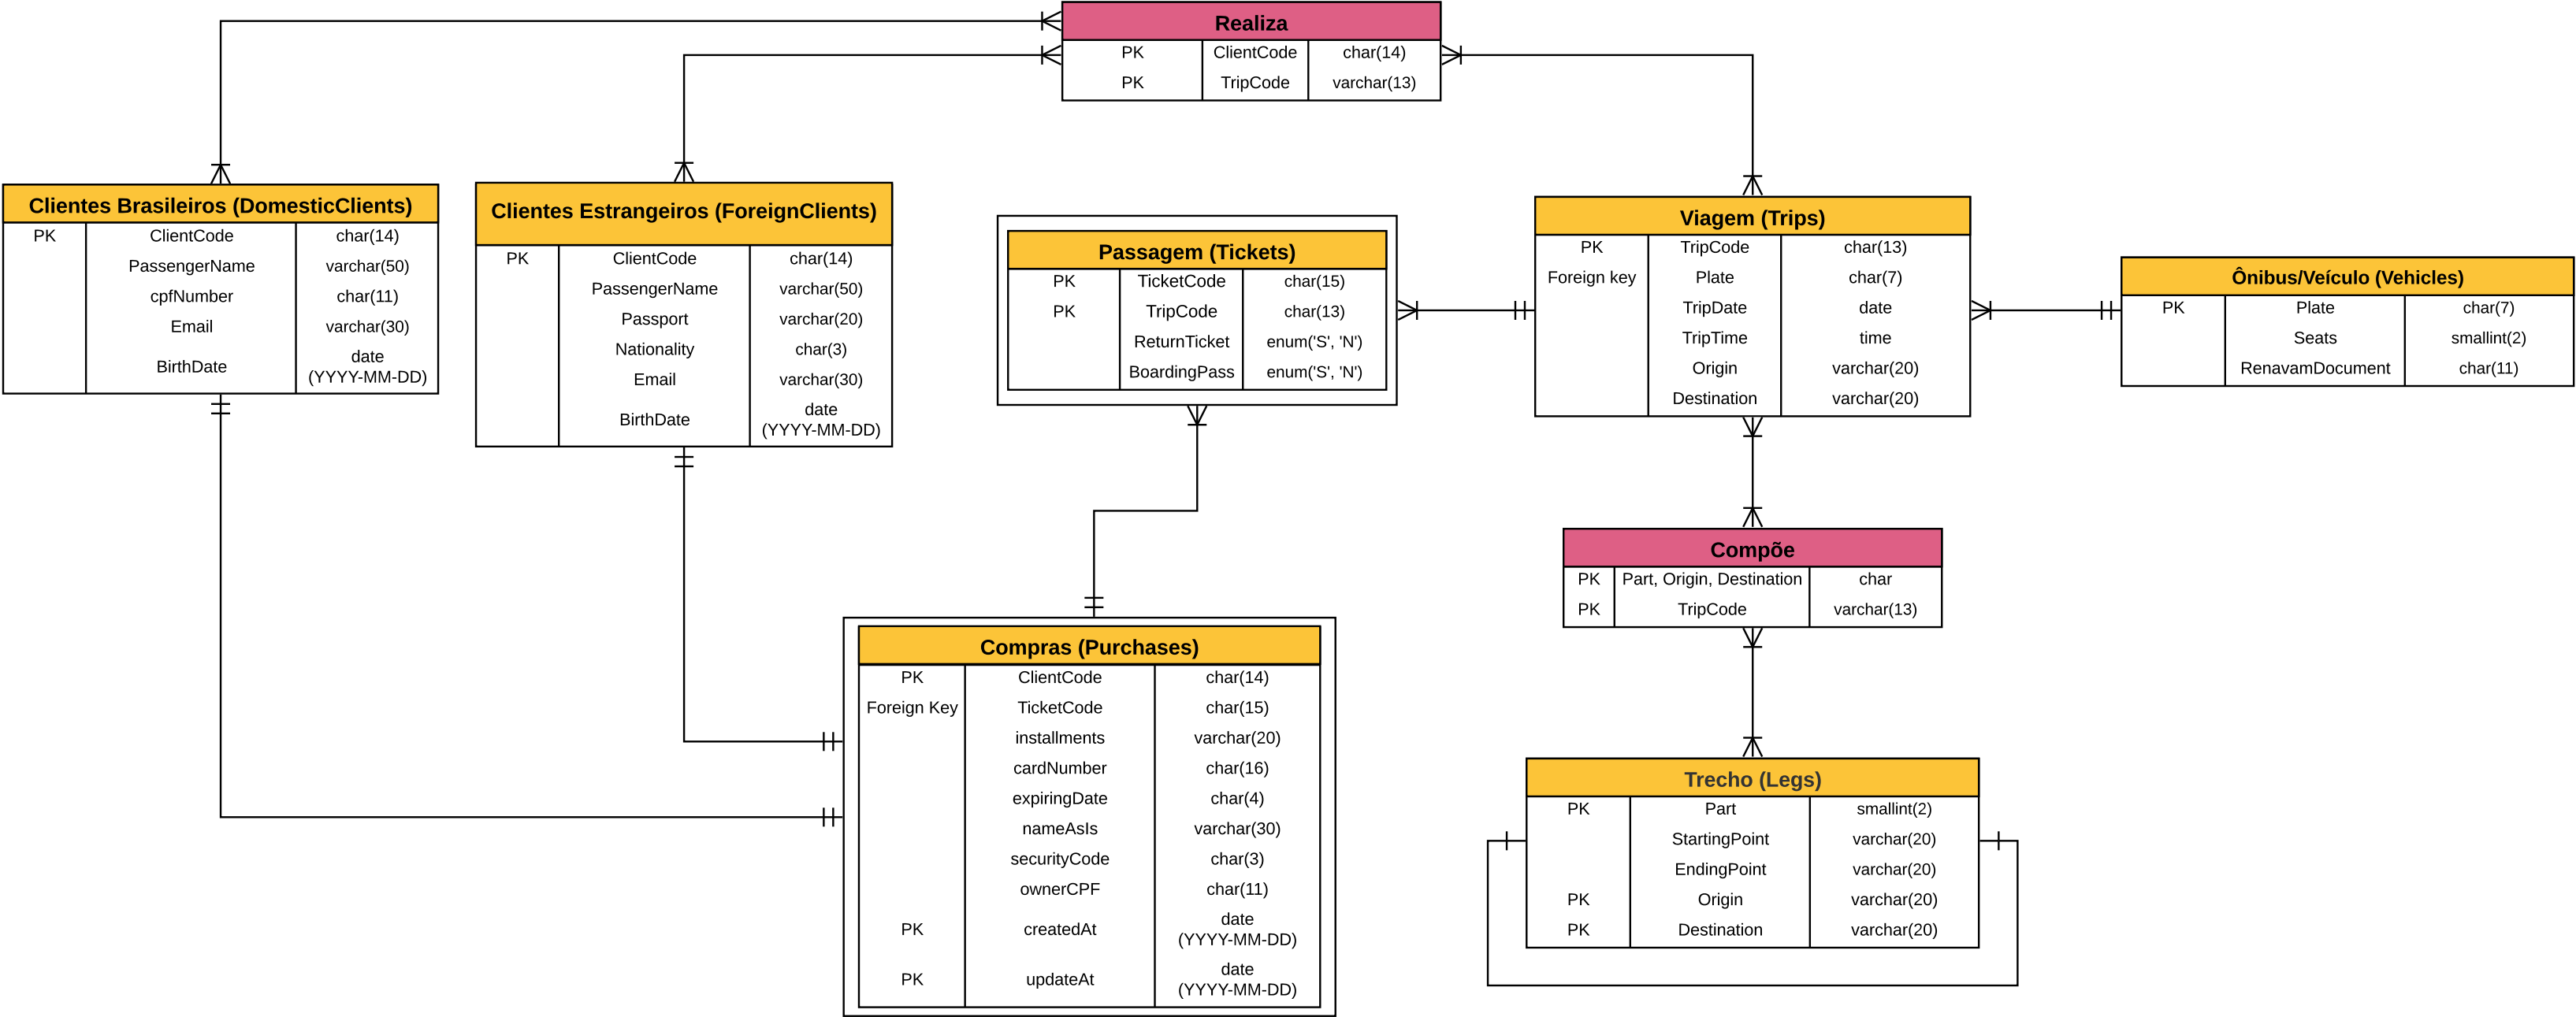 Realiza
PK ClientCode char(14)
PK TripCode varchar(13)
Clientes Brasileiros (DomesticClients)
PK ClientCode char(14)
PassengerName varchar(50)
cpfNumber char(11)
Email varchar(30)
BirthDate date
(YYYY-MM-DD)
Clientes Estrangeiros (ForeignClients)
PK ClientCode char(14)
PassengerName varchar(50)
Passport varchar(20)
Nationality char(3)
Email varchar(30)
BirthDate date
(YYYY-MM-DD)
Passagem (Tickets)
PK TicketCode char(15)
PK TripCode char(13)
ReturnTicket enum('S', 'N')
BoardingPass enum('S', 'N')
Viagem (Trips)
PK TripCode char(13)
Foreign key Plate char(7)
TripDate date
TripTime time
Origin varchar(20)
Destination varchar(20)
Ônibus/Veículo (Vehicles)
PK Plate char(7)
Seats smallint(2)
RenavamDocument char(11)
Compõe
PK Part, Origin, Destination char
PK TripCode varchar(13)
Compras (Purchases)
PK ClientCode char(14)
Foreign Key TicketCode char(15)
installments varchar(20)
cardNumber char(16)
expiringDate char(4)
nameAsIs varchar(30)
securityCode char(3)
ownerCPF char(11)
PK createdAt date
(YYYY-MM-DD)
PK updateAt date
(YYYY-MM-DD)
Trecho (Legs)
PK Part smallint(2)
StartingPoint varchar(20)
EndingPoint varchar(20)
PK Origin varchar(20)
PK Destination varchar(20)